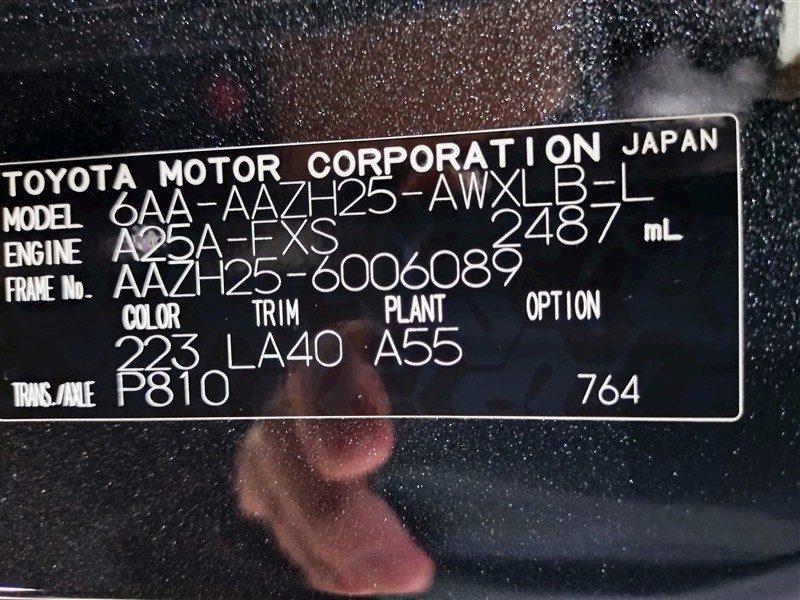 TOYOTA MOTOR CORPORATION JAPAN
MODEL 6AA-AAZH25-AWXLB-L
ENGINE A25A-FXS 2487 mL
FRAME No. AAZH25-6006089
COLOR TRIM PLANT OPTION
223 LA40 A55
TRANS./AXLE P810 764